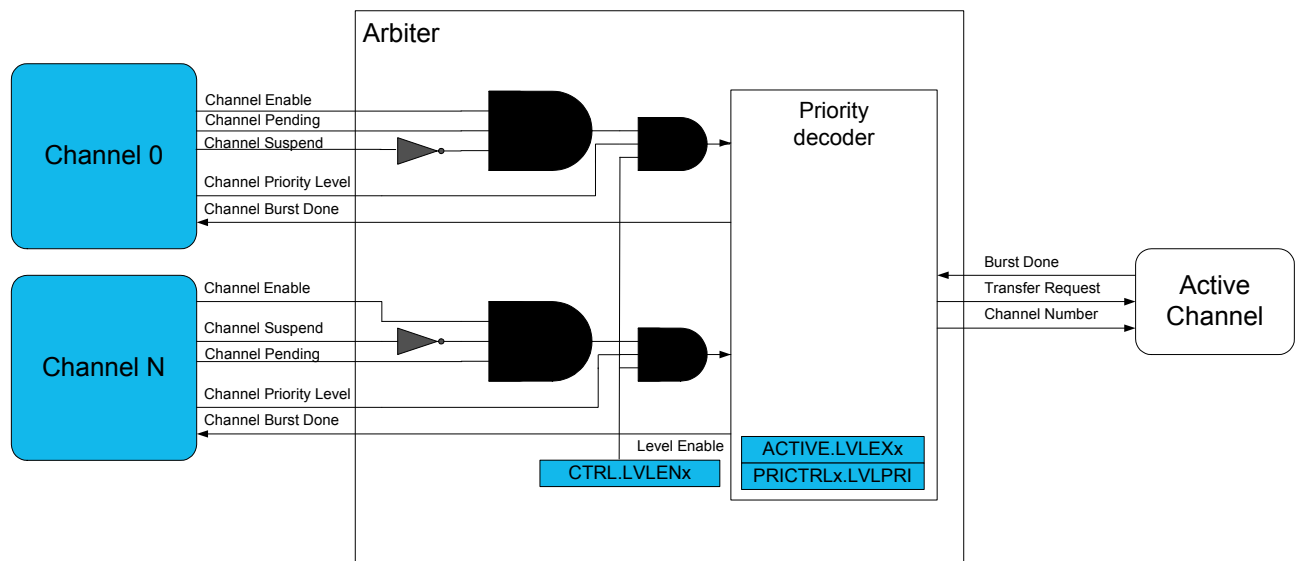 Arbiter
Channel 0
Channel Enable
Channel Pending
Channel Suspend
Channel Priority Level
Channel Burst Done
Priority
decoder
Channel N
Channel Enable
Channel Suspend
Channel Pending
Channel Priority Level
Channel Burst Done
Burst Done
Transfer Request
Channel Number
Active
Channel
Level Enable
CTRL.LVLENx
ACTIVE.LVLEXx
PRICTRLx.LVLPRI